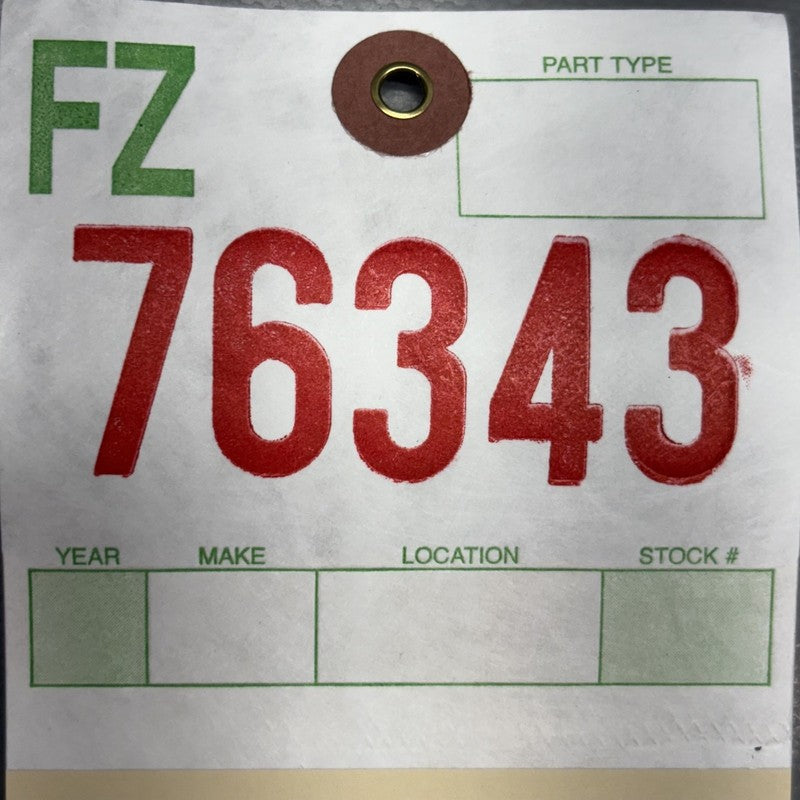 FZ
PART TYPE
76343
YEAR MAKE LOCATION STOCK #